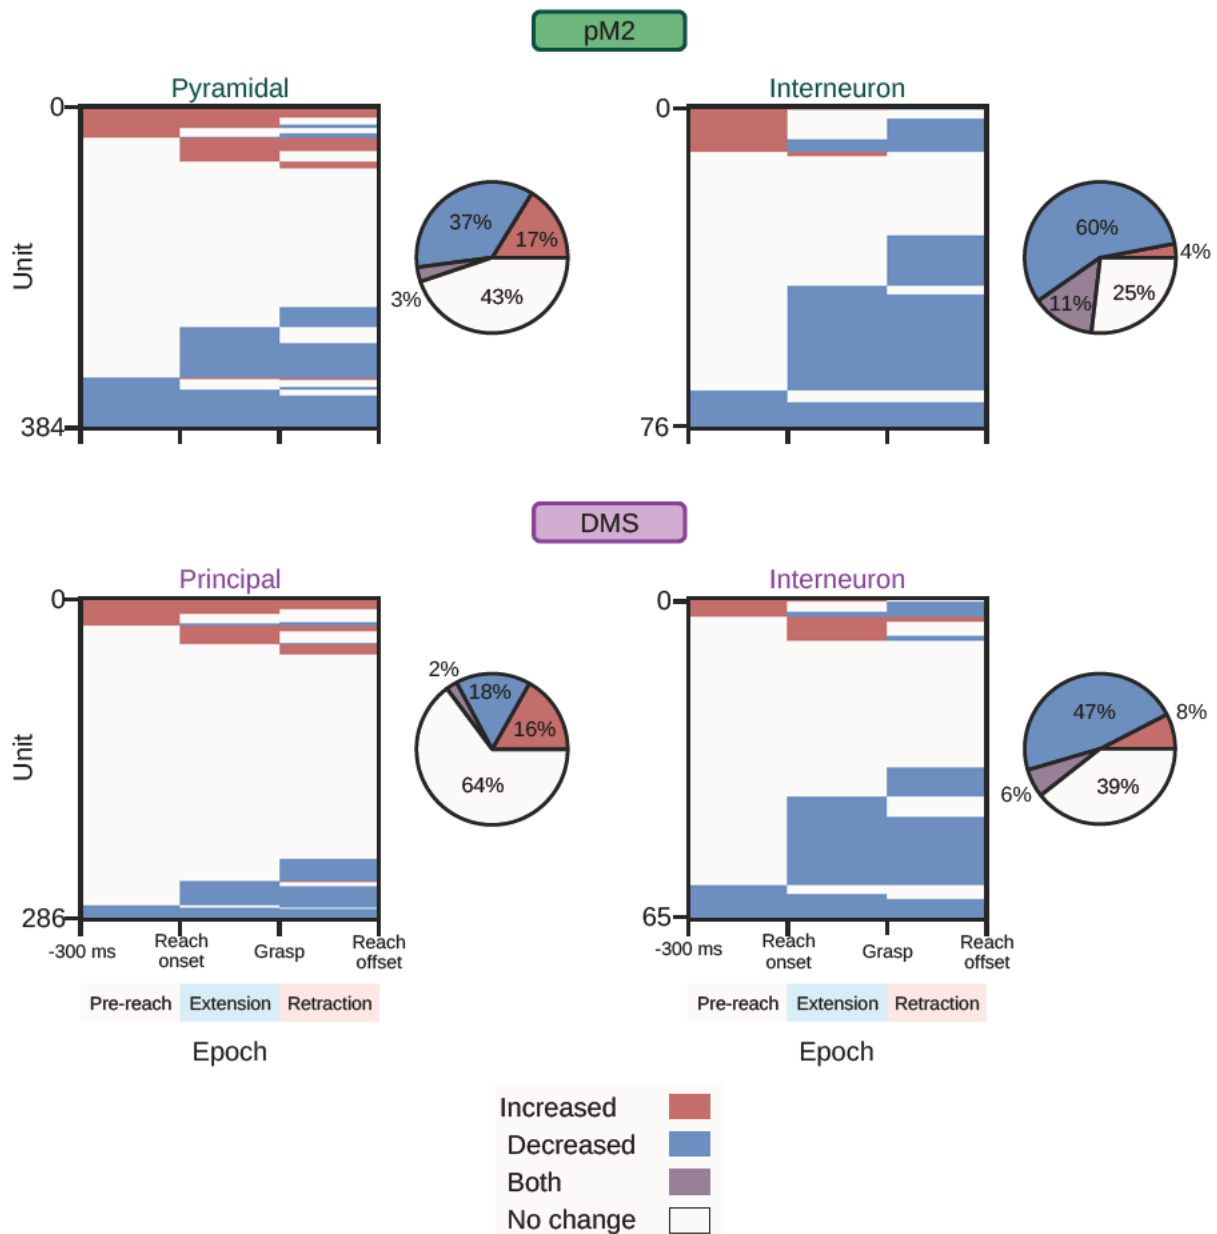 pM2
Pyramidal
Interneuron
0
384
Unit
37%
17%
3%
43%
0
76
60%
4%
11%
25%
DMS
Principal
Interneuron
0
286
Unit
2%
18%
16%
64%
0
65
47%
8%
6%
39%
-300 ms
Reach
onset
Grasp
Reach
offset
-300 ms
Reach
onset
Grasp
Reach
offset
Pre-reach
Extension
Retraction
Pre-reach
Extension
Retraction
Epoch
Epoch
Increased
Decreased
Both
No change